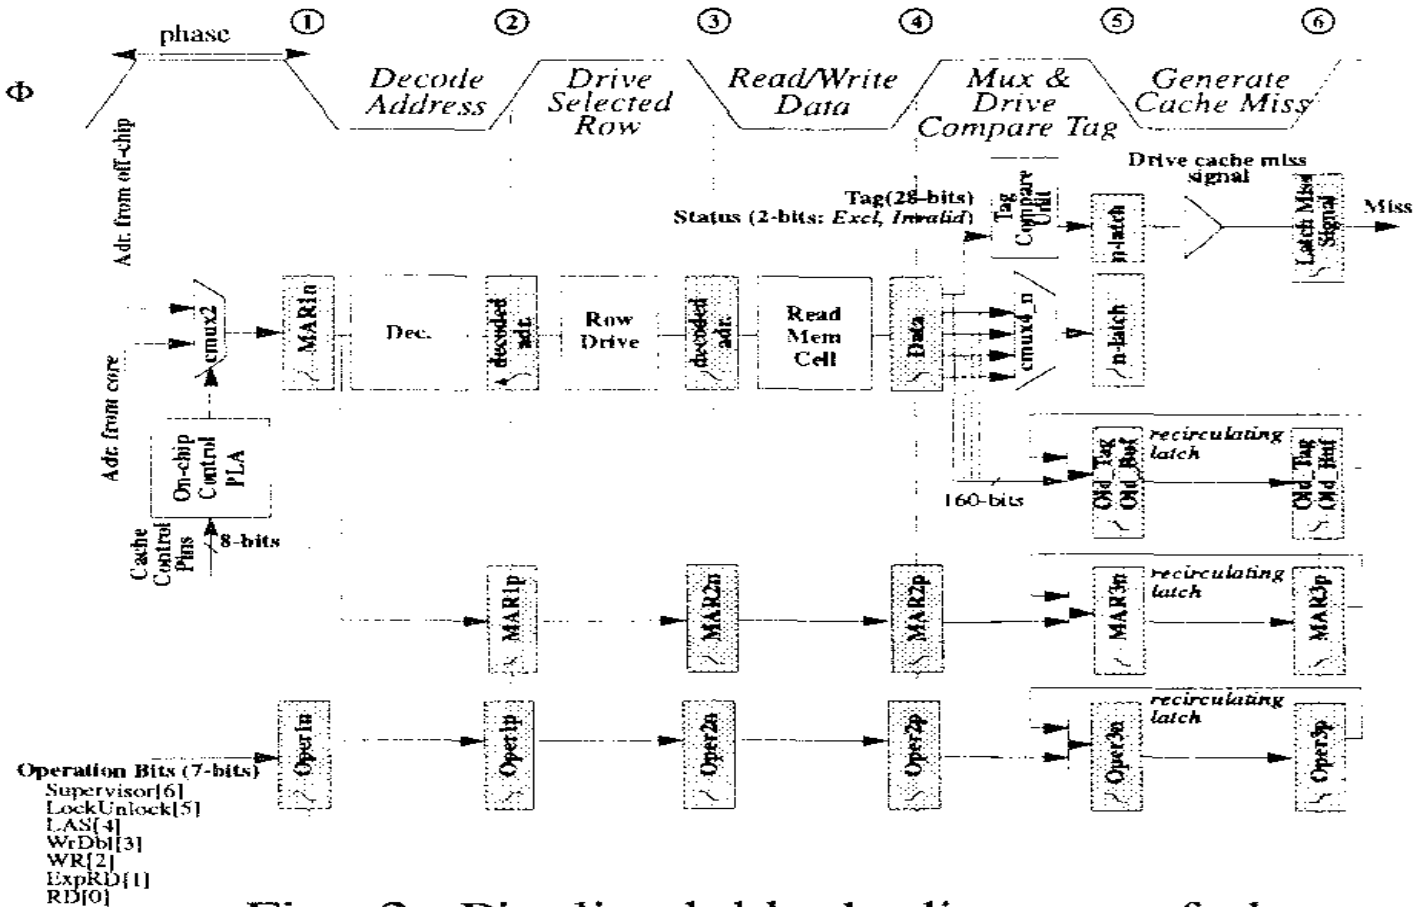 1 2 3 4 5 6
phase
Φ
Decode
Address
Drive
Selected
Row
Read/Write
Data
Mux &
Drive
Compare Tag
Generate
Cache Miss
Adr. from off-chip
Adr. from core
cmux2
MAR1n
Dec.
decoded
adr.
Row
Drive
decoded
adr.
Read
Mem
Cell
Data
Tag(28-bits)
Status (2-bits: Excl, Invalid)
Tag
Compare
Unit
n-latch
Drive cache miss
signal
Latch Miss
Signal
Miss
cmux4_n
n-latch
On-chip
Control
PLA
Cache
Control
Pins
8-bits
160-bits
Old_Tag
Old_Buf
recirculating
latch
Old_Tag
Old_Buf
MAR1p
MAR2n
MAR2p
MAR3n
recirculating
latch
MAR3p
Oper1n
Oper1p
Oper2n
Oper2p
Oper3n
recirculating
latch
Oper3p
Operation Bits (7-bits)
Supervisor[6]
LockUnlock[5]
LAS[4]
WrDbl[3]
WR[2]
ExpRD[1]
RD[0]